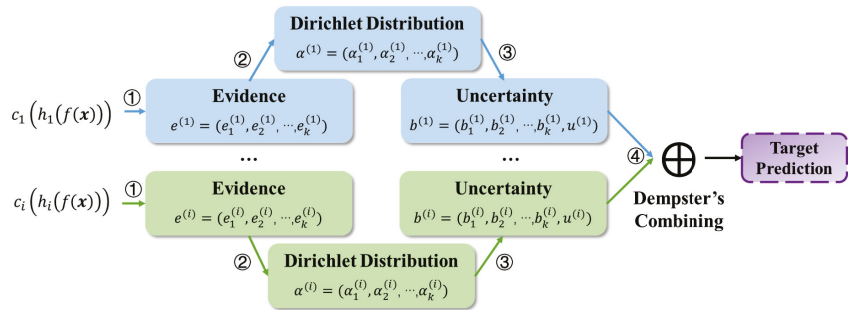 Dirichlet Distribution
α^(1) = (α_1^(1), α_2^(1), ⋯, α_k^(1))
②
③
①
Evidence
Uncertainty
c_1(h_1(f(x)))
e^(1) = (e_1^(1), e_2^(1), ⋯, e_k^(1))
b^(1) = (b_1^(1), b_2^(1), ⋯, b_k^(1), u^(1))
...
...
④
Target
Prediction
①
Evidence
Uncertainty
Dempster's
Combining
c_i(h_i(f(x)))
e^(i) = (e_1^(i), e_2^(i), ⋯, e_k^(i))
b^(i) = (b_1^(i), b_2^(i), ⋯, b_k^(i), u^(i))
②
③
Dirichlet Distribution
α^(i) = (α_1^(i), α_2^(i), ⋯, α_k^(i))